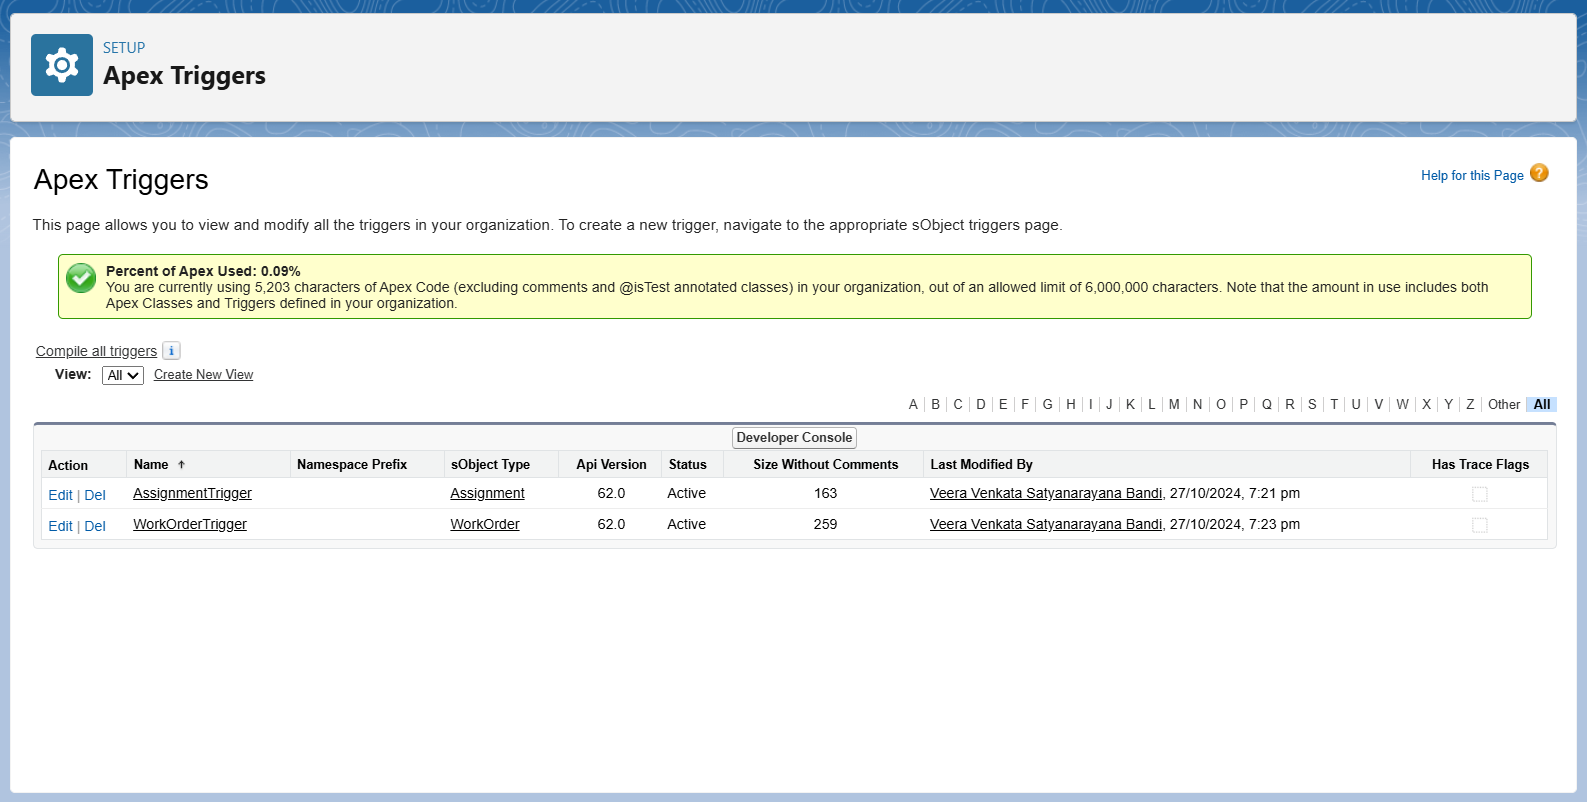 SETUP
Apex Triggers
Apex Triggers
Help for this Page ?
This page allows you to view and modify all the triggers in your organization. To create a new trigger, navigate to the appropriate sObject triggers page.
Percent of Apex Used: 0.09%
You are currently using 5,203 characters of Apex Code (excluding comments and @isTest annotated classes) in your organization, out of an allowed limit of 6,000,000 characters. Note that the amount in use includes both
Apex Classes and Triggers defined in your organization.
Compile all triggers i
View: All Create New View
A | B | C | D | E | F | G | H | I | J | K | L | M | N | O | P | Q | R | S | T | U | V | W | X | Y | Z | Other | All
Developer Console
Action Name ↑ Namespace Prefix sObject Type Api Version Status Size Without Comments Last Modified By Has Trace Flags
Edit | Del AssignmentTrigger Assignment 62.0 Active 163 Veera Venkata Satyanarayana Bandi, 27/10/2024, 7:21 pm
Edit | Del WorkOrderTrigger WorkOrder 62.0 Active 259 Veera Venkata Satyanarayana Bandi, 27/10/2024, 7:23 pm